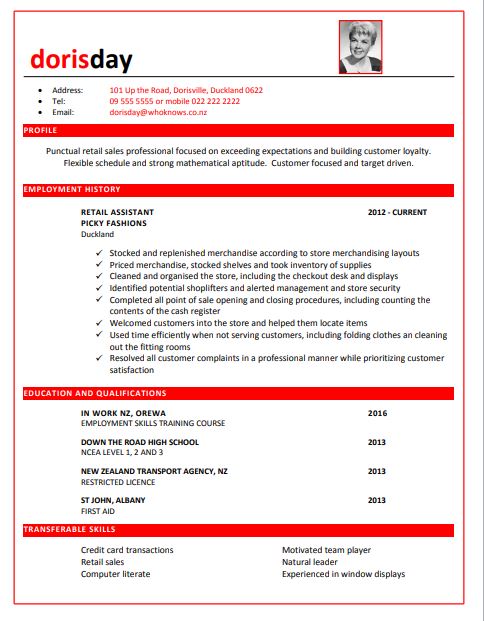 dorisday
• Address: 101 Up the Road, Dorisville, Duckland 0622
• Tel: 09 555 5555 or mobile 022 222 2222
• Email: dorisday@whoknows.co.nz
PROFILE
Punctual retail sales professional focused on exceeding expectations and building customer loyalty.
Flexible schedule and strong mathematical aptitude. Customer focused and target driven.
EMPLOYMENT HISTORY
RETAIL ASSISTANT 2012 - CURRENT
PICKY FASHIONS
Duckland
✓ Stocked and replenished merchandise according to store merchandising layouts
✓ Priced merchandise, stocked shelves and took inventory of supplies
✓ Cleaned and organised the store, including the checkout desk and displays
✓ Identified potential shoplifters and alerted management and store security
✓ Completed all point of sale opening and closing procedures, including counting the
contents of the cash register
✓ Welcomed customers into the store and helped them locate items
✓ Used time efficiently when not serving customers, including folding clothes an cleaning
out the fitting rooms
✓ Resolved all customer complaints in a professional manner while prioritizing customer
satisfaction
EDUCATION AND QUALIFICATIONS
IN WORK NZ, OREWA 2016
EMPLOYMENT SKILLS TRAINING COURSE
DOWN THE ROAD HIGH SCHOOL 2013
NCEA LEVEL 1, 2 AND 3
NEW ZEALAND TRANSPORT AGENCY, NZ 2013
RESTRICTED LICENCE
ST JOHN, ALBANY 2013
FIRST AID
TRANSFERABLE SKILLS
Credit card transactions Motivated team player
Retail sales Natural leader
Computer literate Experienced in window displays